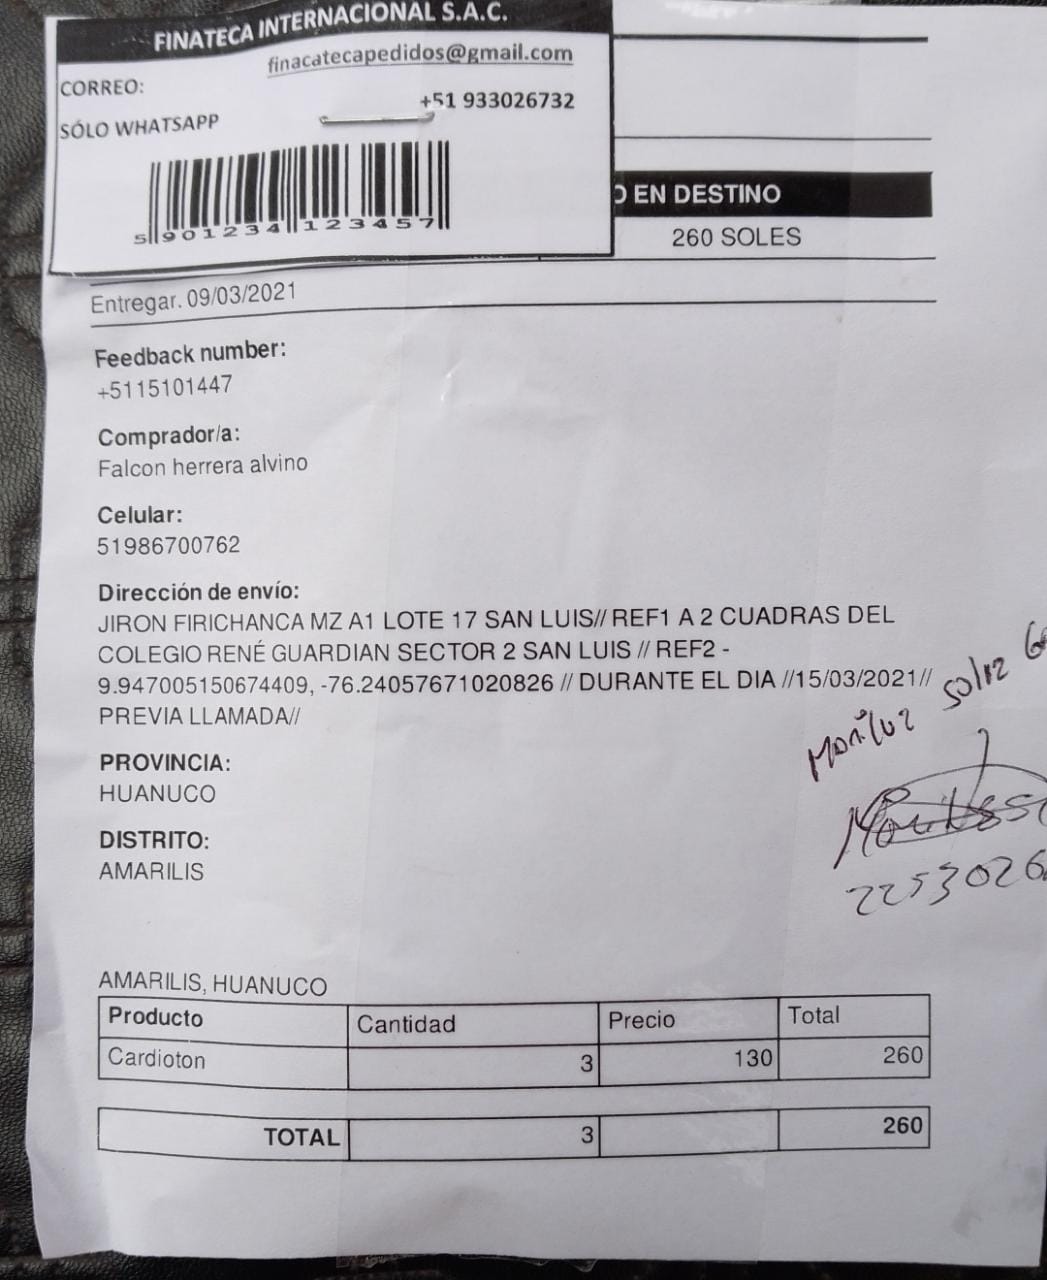 FINATECA INTERNACIONAL S.A.C.
finacatecapedidos@gmail.com
CORREO:
+51 933026732
SÓLO WHATSAPP
5 901234 123457
EN DESTINO
260 SOLES
Entregar. 09/03/2021
Feedback number:
+5115101447
Comprador/a:
Falcon herrera alvino
Celular:
51986700762
Dirección de envío:
JIRON FIRICHANCA MZ A1 LOTE 17 SAN LUIS// REF1 A 2 CUADRAS DEL
COLEGIO RENÉ GUARDIAN SECTOR 2 SAN LUIS // REF2 -
9.947005150674409, -76.24057671020826 // DURANTE EL DIA //15/03/2021//
PREVIA LLAMADA//
Mariluz
PROVINCIA:
HUANUCO
DISTRITO:
AMARILIS
2253026
AMARILIS, HUANUCO
Producto Cantidad Precio Total
Cardioton 3 130 260
TOTAL 3 260